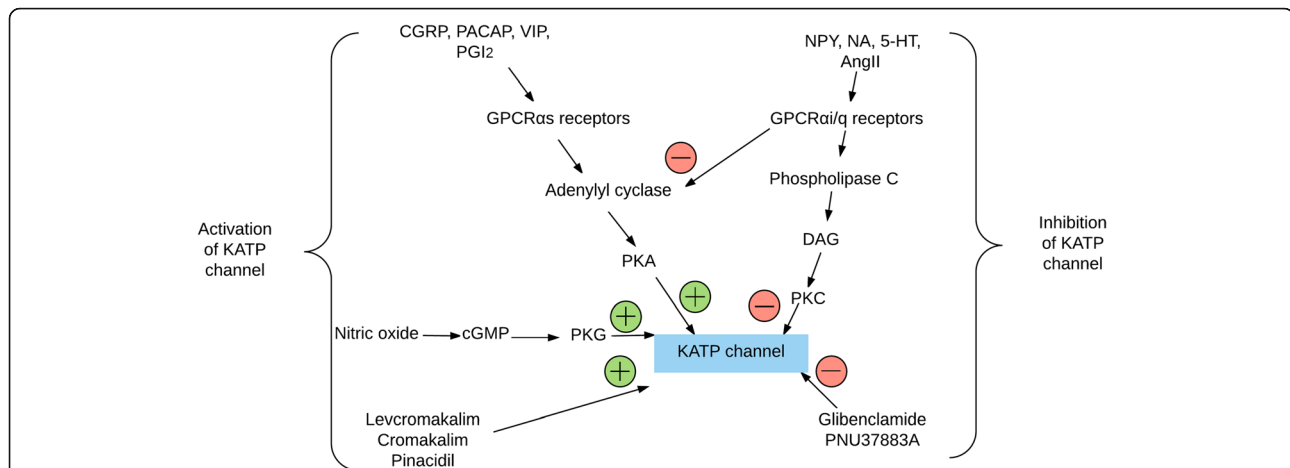 CGRP, PACAP, VIP,
PGI2
NPY, NA, 5-HT,
AngII
GPCRαs receptors
GPCRαi/q receptors
Adenylyl cyclase
Phospholipase C
Activation
of KATP
channel
Inhibition
of KATP
channel
DAG
PKA
PKC
Nitric oxide
cGMP
PKG
KATP channel
Levcromakalim
Cromakalim
Pinacidil
Glibenclamide
PNU37883A